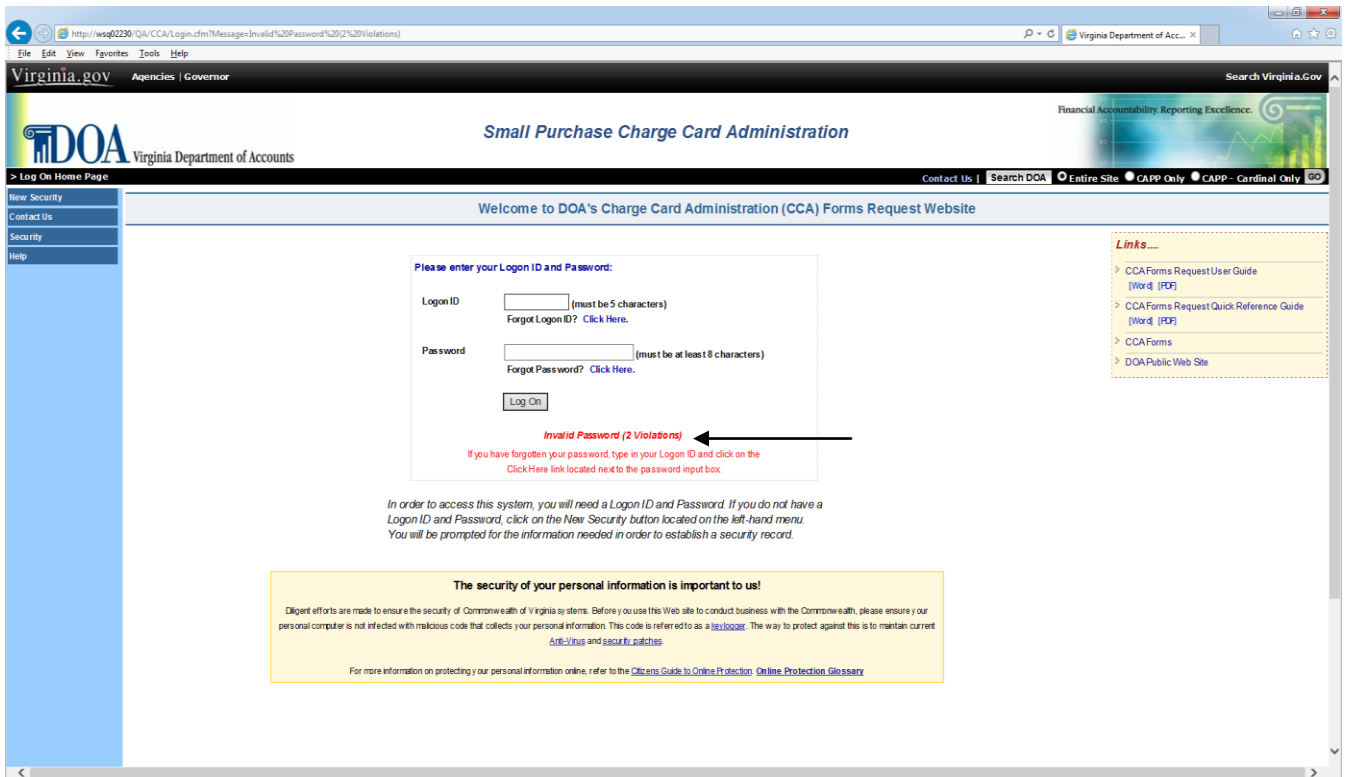 http://wsq02230/QA/CCA/Login.cfm?Message=Invalid%20Password%20(2%20Violations)
Virginia Department of Acc...
File Edit View Favorites Tools Help
Virginia.gov Agencies | Governor
Search Virginia.Gov
DOA Virginia Department of Accounts
Small Purchase Charge Card Administration
Financial Accountability. Reporting Excellence.
> Log On Home Page
Contact Us | Search DOA Entire Site CAPP Only CAPP - Cardinal Only GO
New Security
Contact Us
Security
Help
Welcome to DOA's Charge Card Administration (CCA) Forms Request Website
Please enter your Logon ID and Password:
Logon ID (must be 5 characters)
Forgot Logon ID? Click Here.
Password (must be at least 8 characters)
Forgot Password? Click Here.
Log On
Invalid Password (2 Violations)
If you have forgotten your password, type in your Logon ID and click on the
Click Here link located next to the password input box.
Links....
CCA Forms Request User Guide
[Word] [PDF]
CCA Forms Request Quick Reference Guide
[Word] [PDF]
CCA Forms
DOA Public Web Site
In order to access this system, you will need a Logon ID and Password. If you do not have a
Logon ID and Password, click on the New Security button located on the left-hand menu.
You will be prompted for the information needed in order to establish a security record.
The security of your personal information is important to us!
Diligent efforts are made to ensure the security of Commonwealth of Virginia systems. Before you use this Web site to conduct business with the Commonwealth, please ensure your
personal computer is not infected with malicious code that collects your personal information. This code is referred to as a keylogger. The way to protect against this is to maintain current
Anti-Virus and security patches.
For more information on protecting your personal information online, refer to the Citizens Guide to Online Protection. Online Protection Glossary